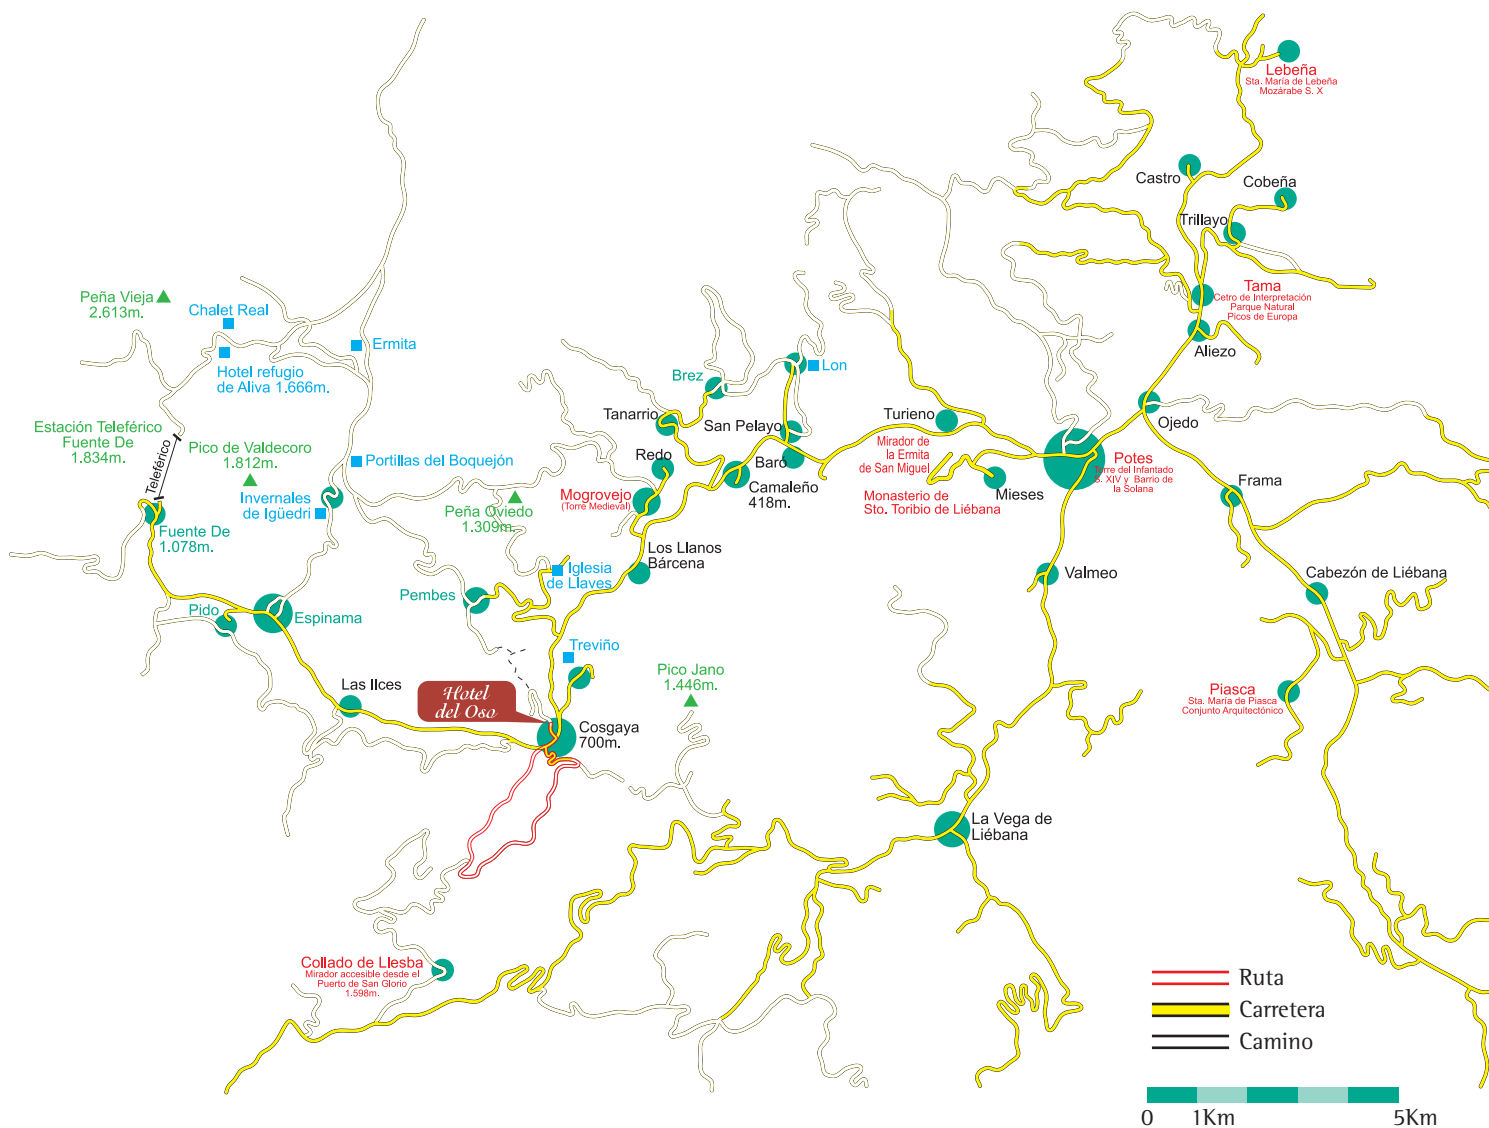 Lebeña
Sta. María de Lebeña
Mozárabe S. X
Castro
Cobeña
Trillayo
Tama
Cetro de Interpretación
Parque Natural
Picos de Europa
Aliezo
Ojedo
Peña Vieja
2.613m.
Chalet Real
Ermita
Hotel refugio
de Aliva 1.666m.
Estación Teleférico
Fuente De
1.834m.
Teleférico
Pico de Valdecoro
1.812m.
Portillas del Boquejón
Invernales
de Igüedri
Fuente De
1.078m.
Pido
Espinama
Las Ilces
Brez
Lon
Tanarrio
San Pelayo
Redo
Baró
Camaleño
418m.
Mogrovejo
(Torre Medieval)
Peña Oviedo
1.309m.
Los Llanos
Bárcena
Iglesia
de Llaves
Pembes
Treviño
Pico Jano
1.446m.
Hotel
del Oso
Cosgaya
700m.
Turieno
Mirador de
la Ermita
de San Miguel
Monasterio de
Sto. Toribio de Liébana
Mieses
Potes
Torre del Infantado
S. XIV y Barrio de
la Solana
Frama
Valmeo
Cabezón de Liébana
Piasca
Sta. María de Piasca
Conjunto Arquitectónico
La Vega de
Liébana
Collado de Llesba
Mirador accesible desde el
Puerto de San Glorio
1.598m.
Ruta
Carretera
Camino
0 1Km 5Km